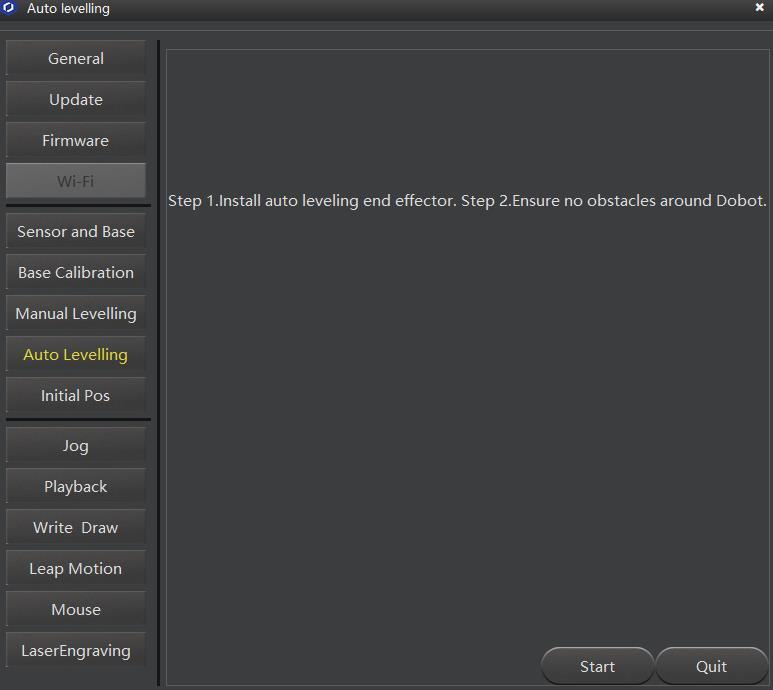 Auto levelling
General
Update
Firmware
Wi-Fi
Sensor and Base
Base Calibration
Manual Levelling
Auto Levelling
Initial Pos
Jog
Playback
Write  Draw
Leap Motion
Mouse
LaserEngraving
Step 1.Install auto leveling end effector. Step 2.Ensure no obstacles around Dobot.
Start
Quit